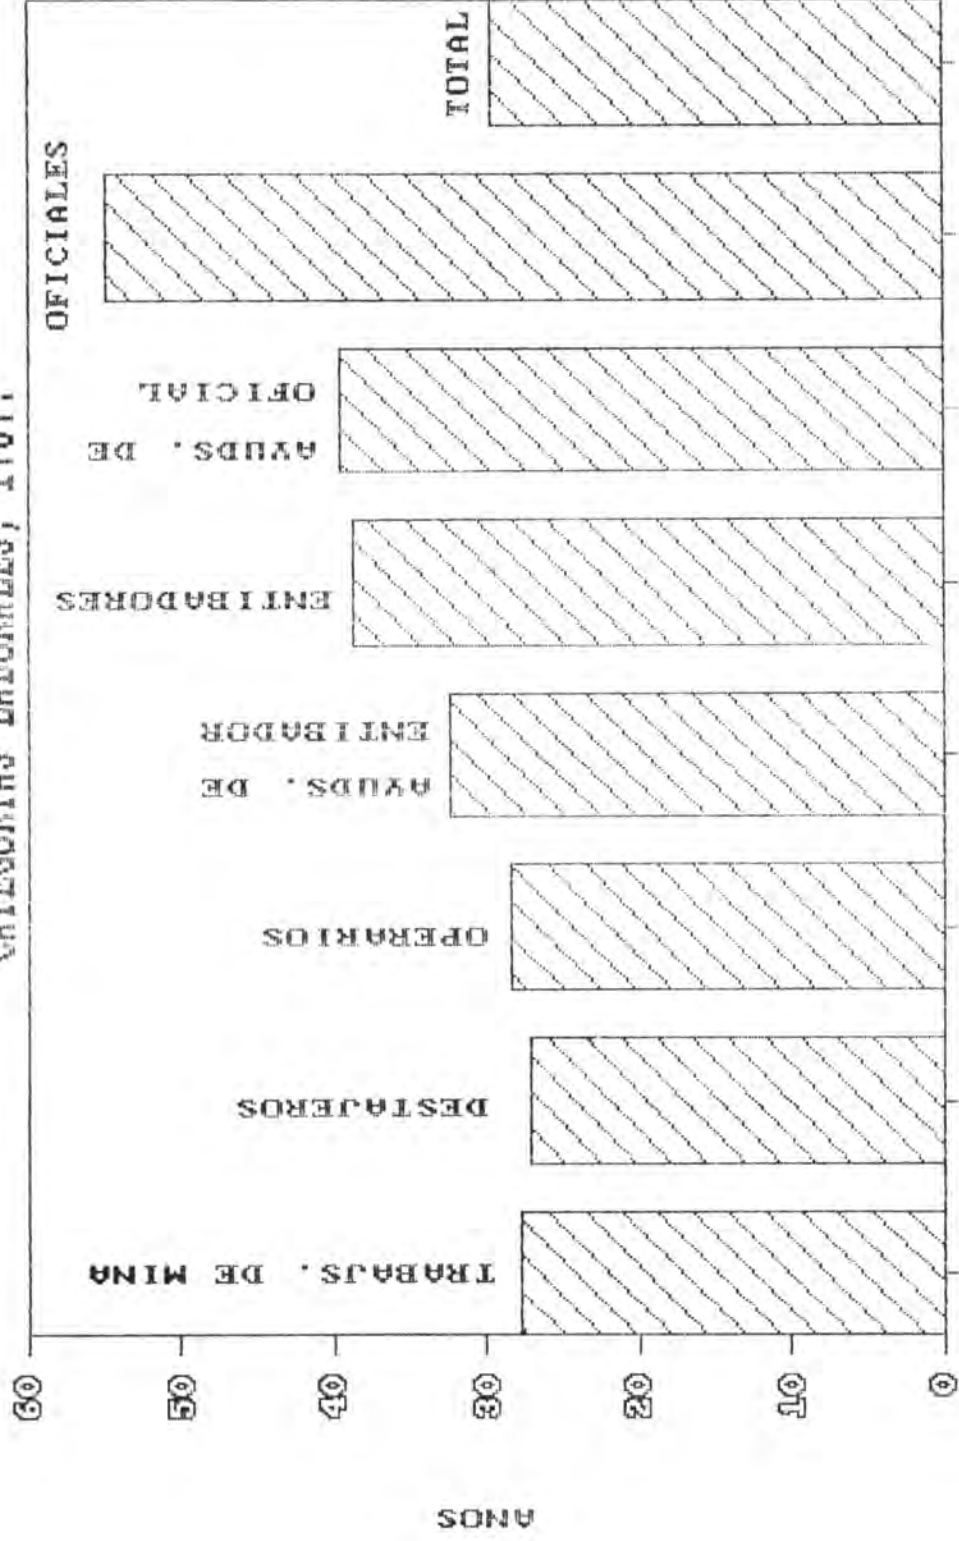 ANOS
60
50
40
30
20
10
0
TRABAJS. DE MINA
DESTAJEROS
OPERARIOS
AYUDS. DE
ENTIBADOR
ENTIBADORES
AYUDS. DE
OFICIAL
OFICIALES
TOTAL